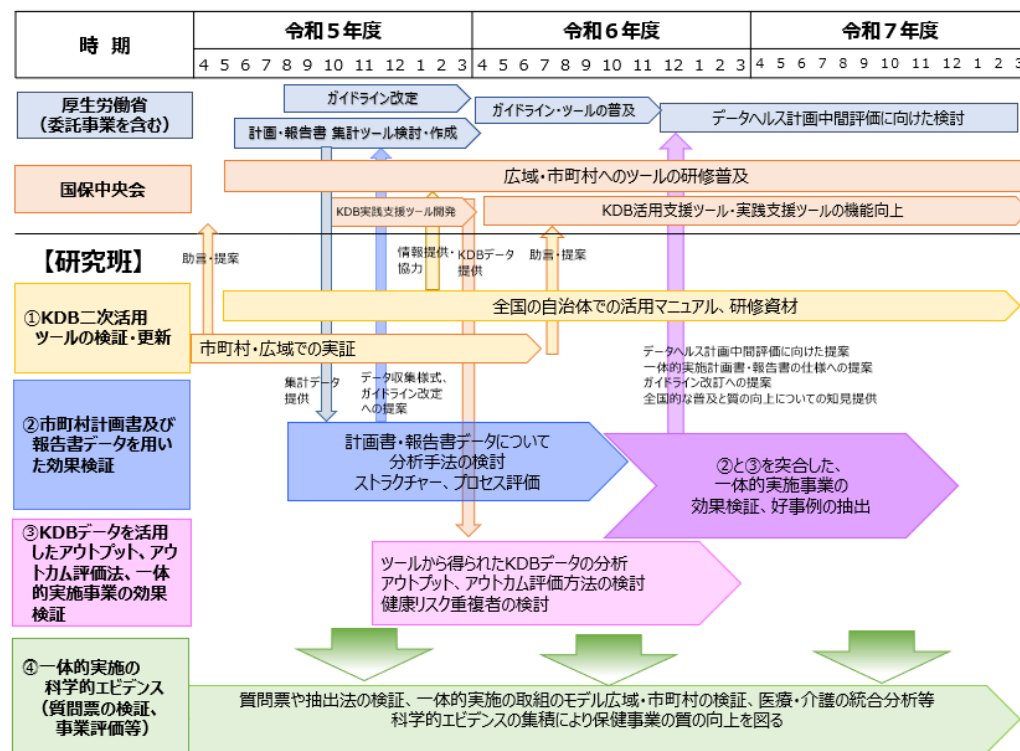 時 期
令和5年度
令和6年度
令和7年度
4 5 6 7 8 9 10 11 12 1 2 3
4 5 6 7 8 9 10 11 12 1 2 3
4 5 6 7 8 9 10 11 12 1 2 3
厚生労働省
(委託事業を含む)
ガイドライン改定
ガイドライン・ツールの普及
データヘルス計画中間評価に向けた検討
計画・報告書 集計ツール検討・作成
国保中央会
広域・市町村へのツールの研修普及
KDB実践支援ツール開発
KDB活用支援ツール・実践支援ツールの機能向上
【研究班】
助言・提案
情報提供・
協力
KDBデータ
提供
助言・提案
①KDB二次活用
ツールの検証・更新
全国の自治体での活用マニュアル、研修資材
市町村・広域での実証
集計データ
提供
データ収集様式、
ガイドライン改定
への提案
データヘルス計画中間評価に向けた提案
一体的実施計画書・報告書の仕様への提案
ガイドライン改訂への提案
全国的な普及と質の向上についての知見提供
②市町村計画書及び
報告書データを用い
た効果検証
計画書・報告書データについて
分析手法の検討
ストラクチャー、プロセス評価
②と③を突合した、
一体的実施事業の
効果検証、好事例の抽出
③KDBデータを活用
したアウトプット、アウ
トカム評価法、一体
的実施事業の効果
検証
ツールから得られたKDBデータの分析
アウトプット、アウトカム評価方法の検討
健康リスク重複者の検討
④一体的実施の
科学的エビデンス
(質問票の検証、
事業評価等)
質問票や抽出法の検証、一体的実施の取組のモデル広域・市町村の検証、医療・介護の統合分析等
科学的エビデンスの集積により保健事業の質の向上を図る